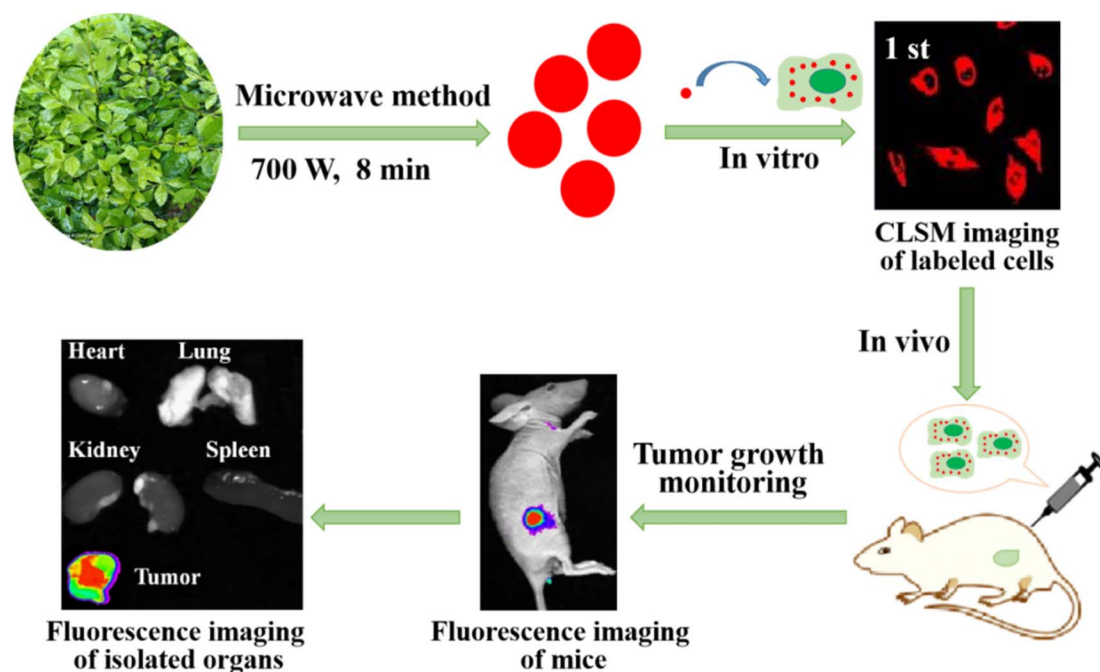 Microwave method
700 W, 8 min
In vitro
1 st
CLSM imaging
of labeled cells
In vivo
Tumor growth
monitoring
Fluorescence imaging
of mice
Heart
Lung
Kidney
Spleen
Tumor
Fluorescence imaging
of isolated organs